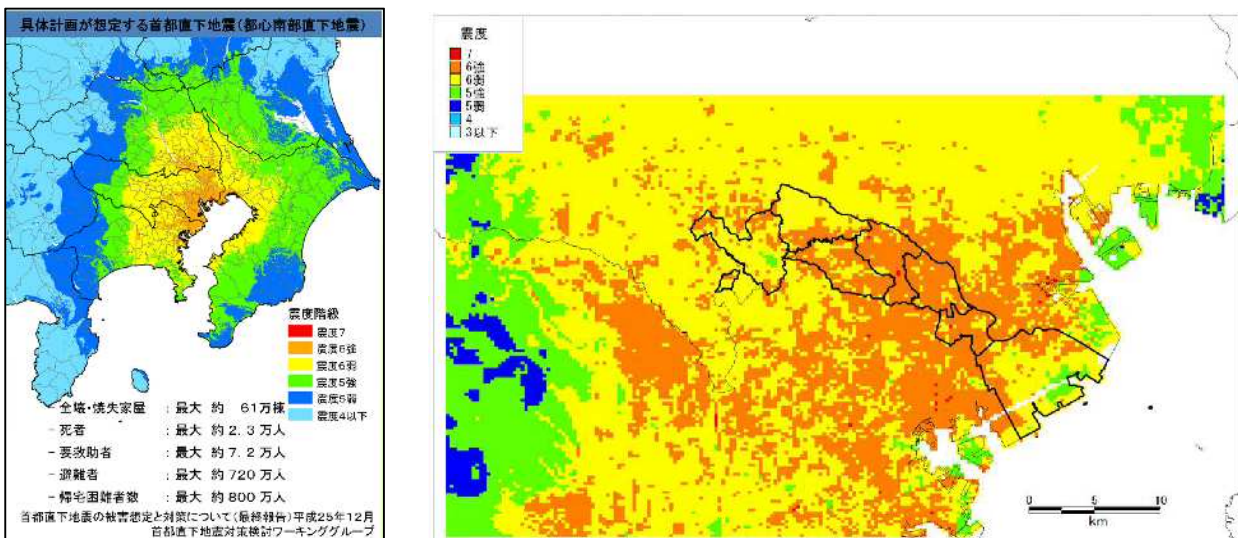 具体計画が想定する首都直下地震(都心南部直下地震)
震度階級
震度7
震度6強
震度6弱
震度5強
震度5弱
震度4以下
- 全壊・焼失家屋 : 最大 約 61万棟
- 死者 : 最大 約2.3万人
- 要救助者 : 最大 約7.2万人
- 避難者 : 最大 約720万人
- 帰宅困難者数 : 最大 約800万人
首都直下地震の被害想定と対策について(最終報告)平成25年12月
首都直下地震対策検討ワーキンググループ
震度
7
6強
6弱
5強
5弱
4
3以下
0 5 10
km